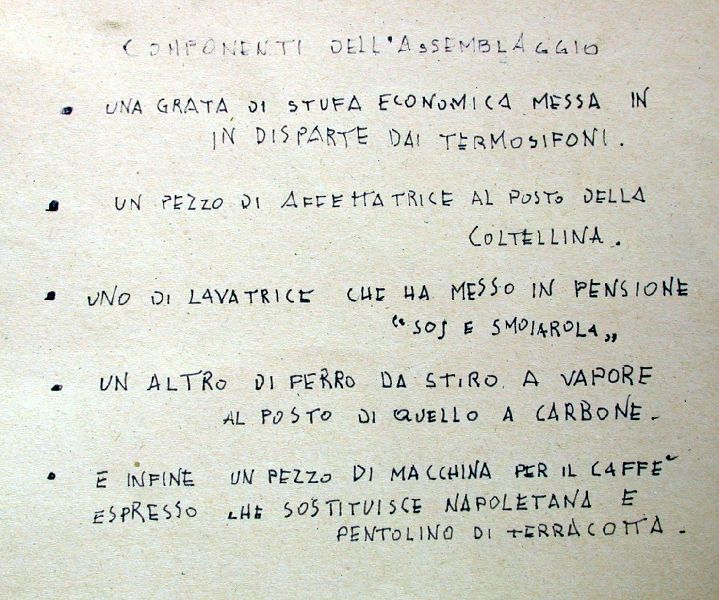 COMPONENTI DELL'ASSEMBLAGGIO
• UNA GRATA DI STUFA ECONOMICA MESSA IN
IN DISPARTE DAI TERMOSIFONI.
• UN PEZZO DI AFFETTATRICE AL POSTO DELLA
COLTELLINA.
• UNO DI LAVATRICE CHE HA MESSO IN PENSIONE
“SOS E SMOIAROLA„
• UN ALTRO DI FERRO DA STIRO A VAPORE
AL POSTO DI QUELLO A CARBONE-
• E INFINE UN PEZZO DI MACCHINA PER IL CAFFE'
ESPRESSO CHE SOSTITUISCE NAPOLETANA E
PENTOLINO DI TERRACOTTA-